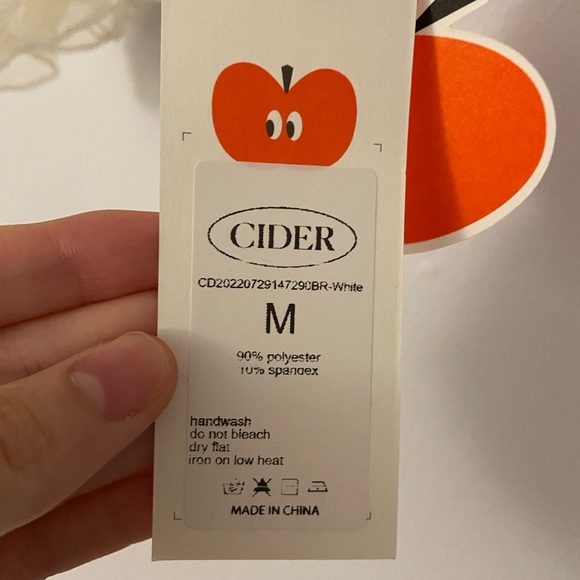 CIDER
CD20220729147290BR-White
M
90% polyester
10% spandex
handwash
do not bleach
dry flat
iron on low heat
MADE IN CHINA